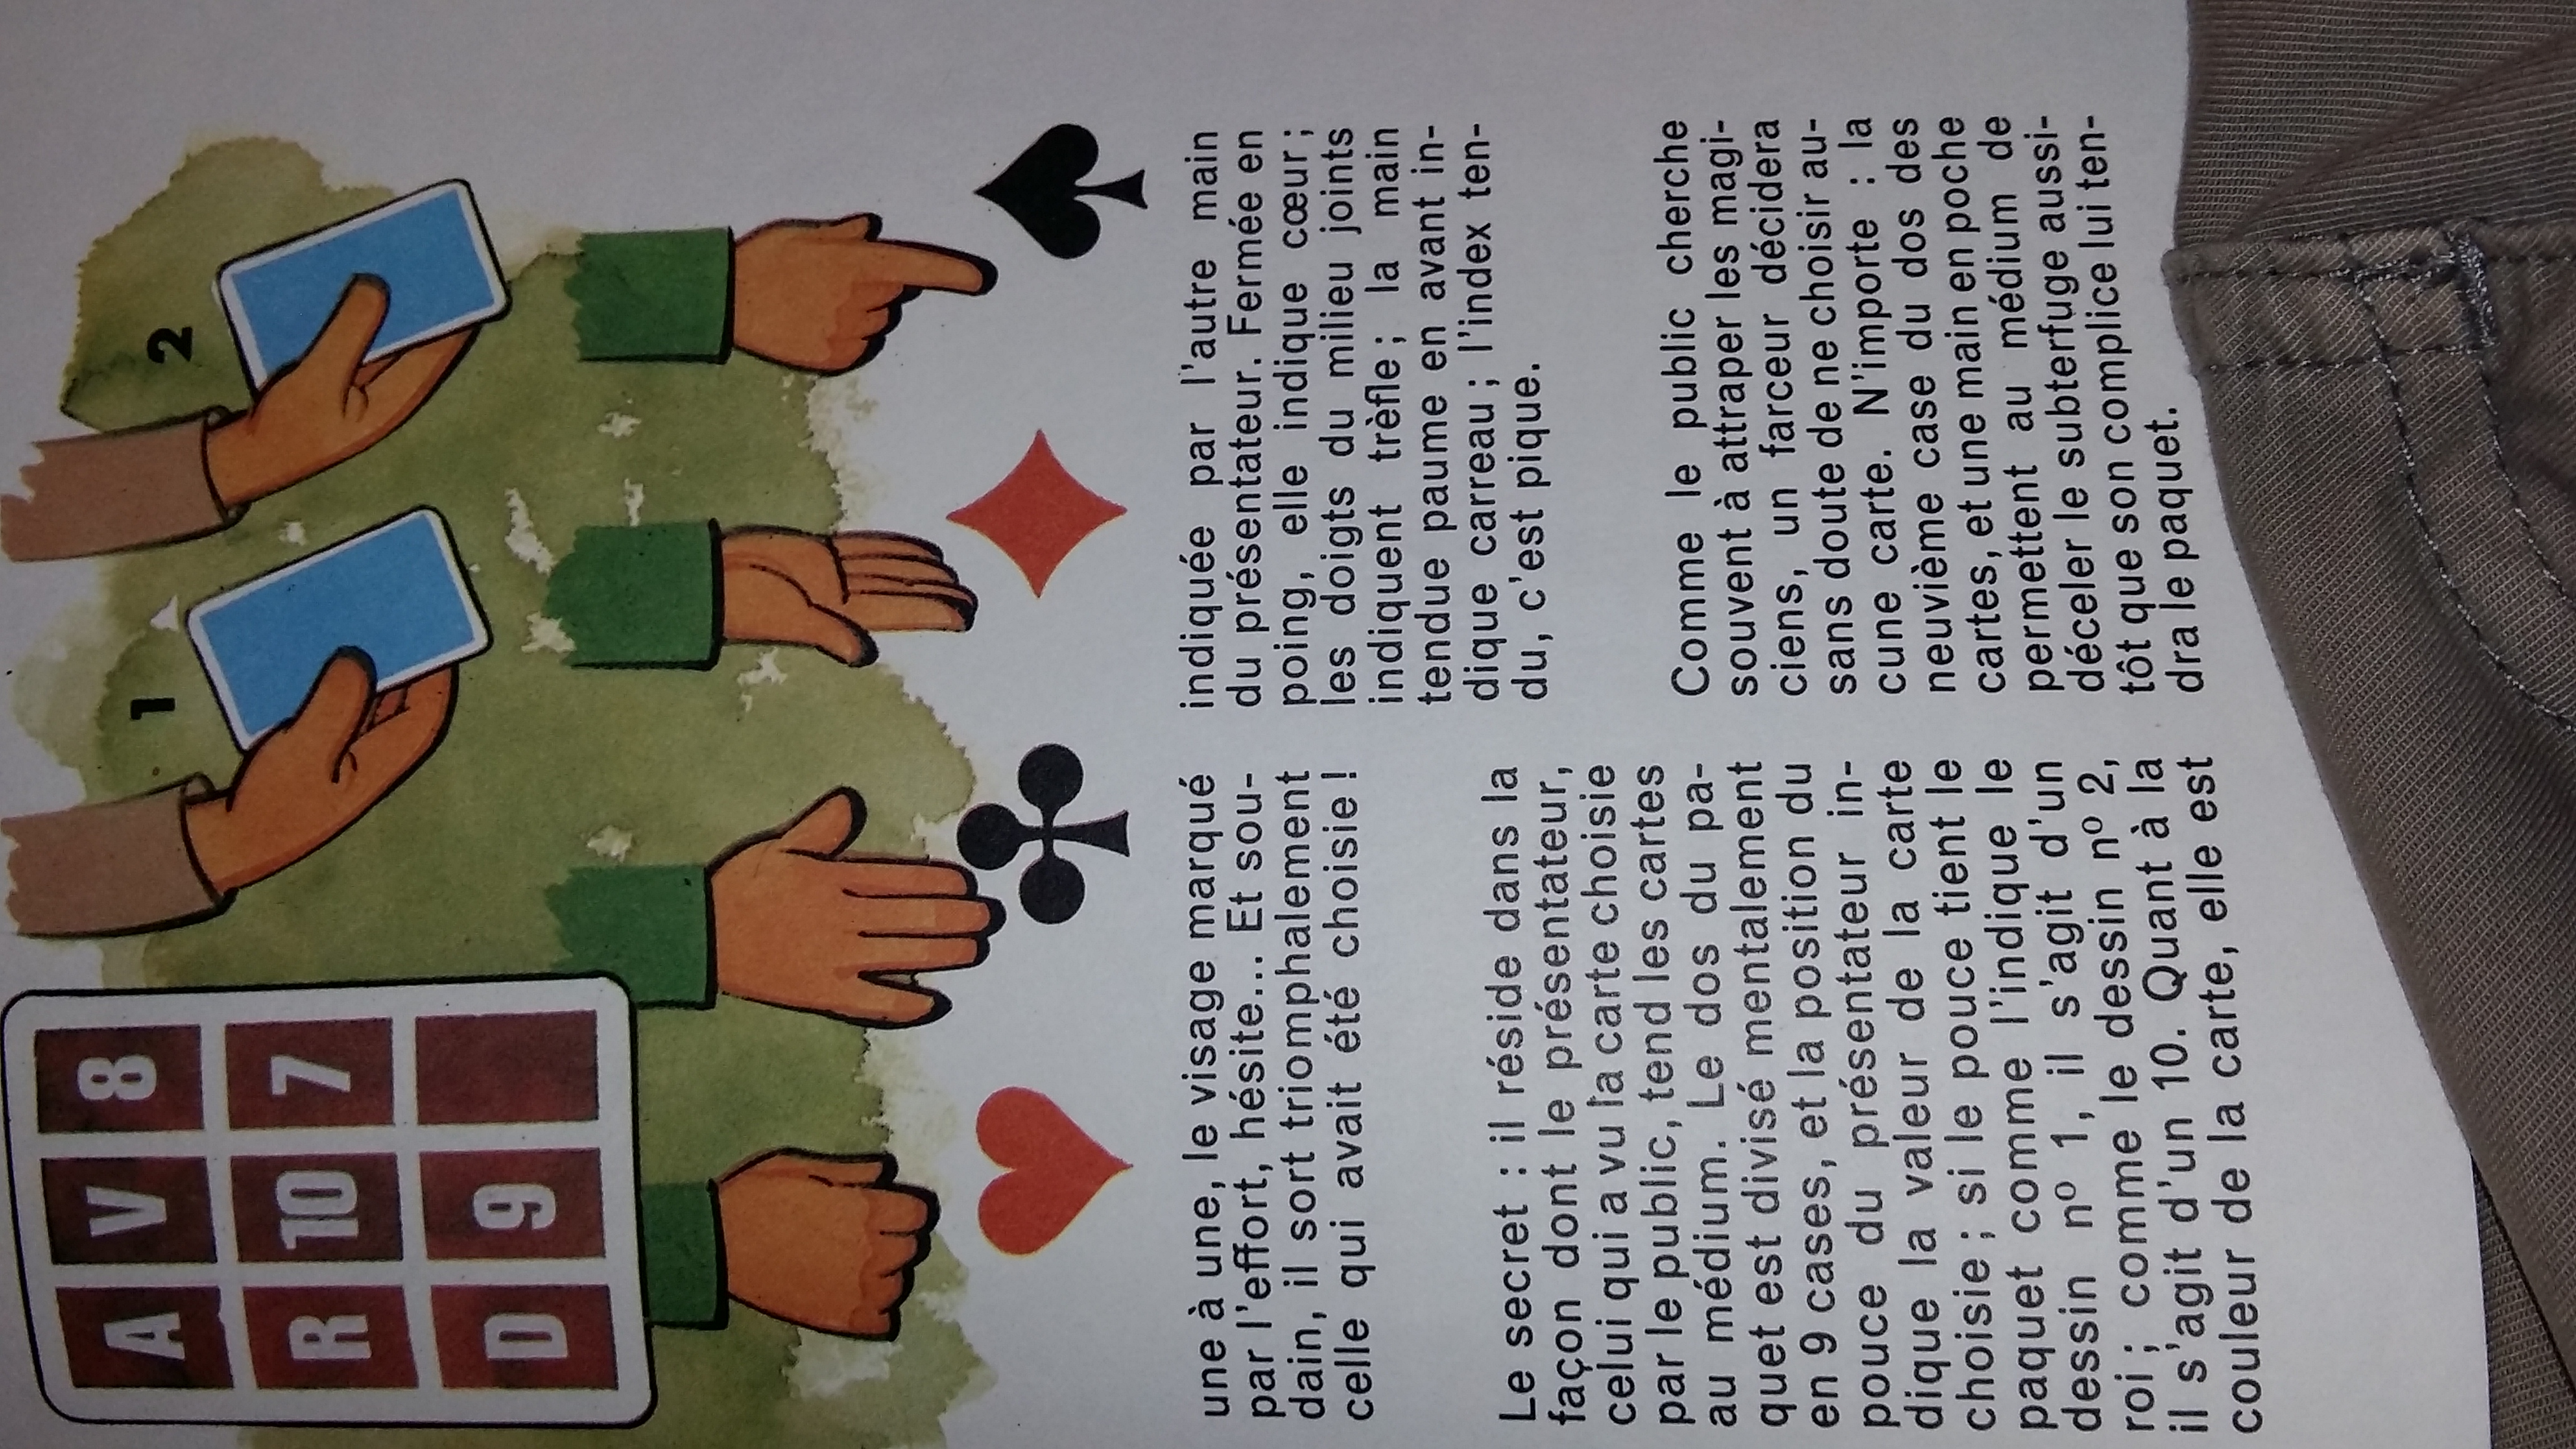 A V 8
R 10 7
D 9
1
2
une à une, le visage marqué
par l'effort, hésite... Et sou-
dain, il sort triomphalement
celle qui avait été choisie !
Le secret : il réside dans la
façon dont le présentateur,
celui qui a vu la carte choisie
par le public, tend les cartes
au médium. Le dos du pa-
quet est divisé mentalement
en 9 cases, et la position du
pouce du présentateur in-
dique la valeur de la carte
choisie ; si le pouce tient le
paquet comme l'indique le
dessin nº 1, il s'agit d'un
roi ; comme le dessin nº 2,
il s'agit d'un 10. Quant à la
couleur de la carte, elle est
indiquée par l'autre main
du présentateur. Fermée en
poing, elle indique cœur ;
les doigts du milieu joints
indiquent trèfle ; la main
tendue paume en avant in-
dique carreau ; l'index ten-
du, c'est pique.
Comme le public cherche
souvent à attraper les magi-
ciens, un farceur décidera
sans doute de ne choisir au-
cune carte. N'importe : la
neuvième case du dos des
cartes, et une main en poche
permettent au médium de
déceler le subterfuge aussi-
tôt que son complice lui ten-
dra le paquet.